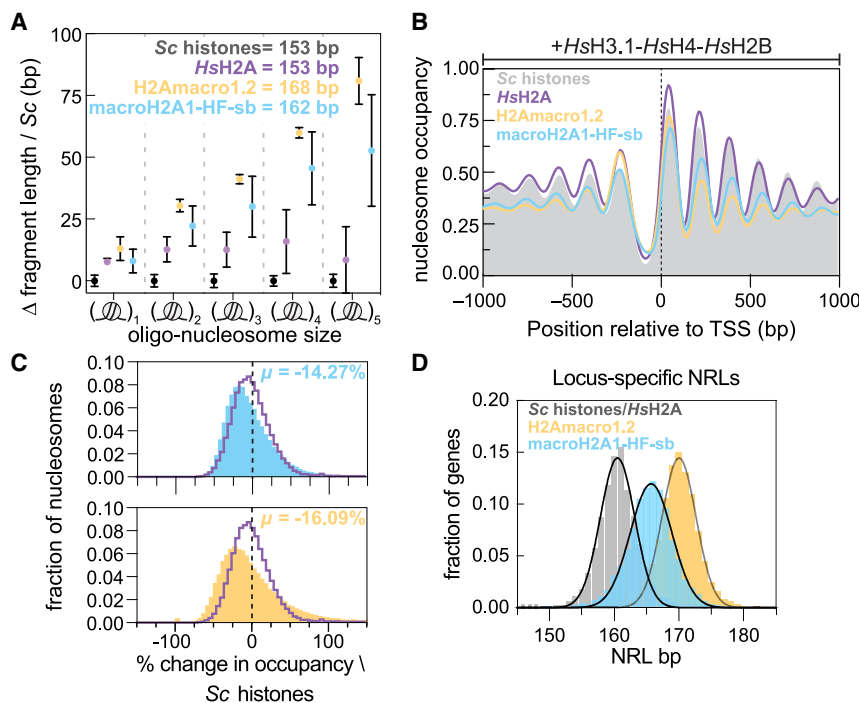 A
Δ fragment length / Sc (bp)
100
75
50
25
0
Sc histones= 153 bp
HsH2A = 153 bp
H2Amacro1.2 = 168 bp
macroH2A1-HF-sb = 162 bp
( )1 ( )2 ( )3 ( )4 ( )5
oligo-nucleosome size
B
+HsH3.1-HsH4-HsH2B
nucleosome occupancy
1.00
0.75
0.50
0.25
0.00
Sc histones
HsH2A
H2Amacro1.2
macroH2A1-HF-sb
−1000 −500 0 500 1000
Position relative to TSS (bp)
C
fraction of nucleosomes
0.10
0.08
0.06
0.04
0.02
0.00
μ = -14.27%
0.10
0.08
0.06
0.04
0.02
0.00
μ = -16.09%
-100 0 100
% change in occupancy \
Sc histones
D
Locus-specific NRLs
fraction of genes
0.20
0.15
0.10
0.05
0.00
Sc histones/HsH2A
H2Amacro1.2
macroH2A1-HF-sb
150 160 170 180
NRL bp